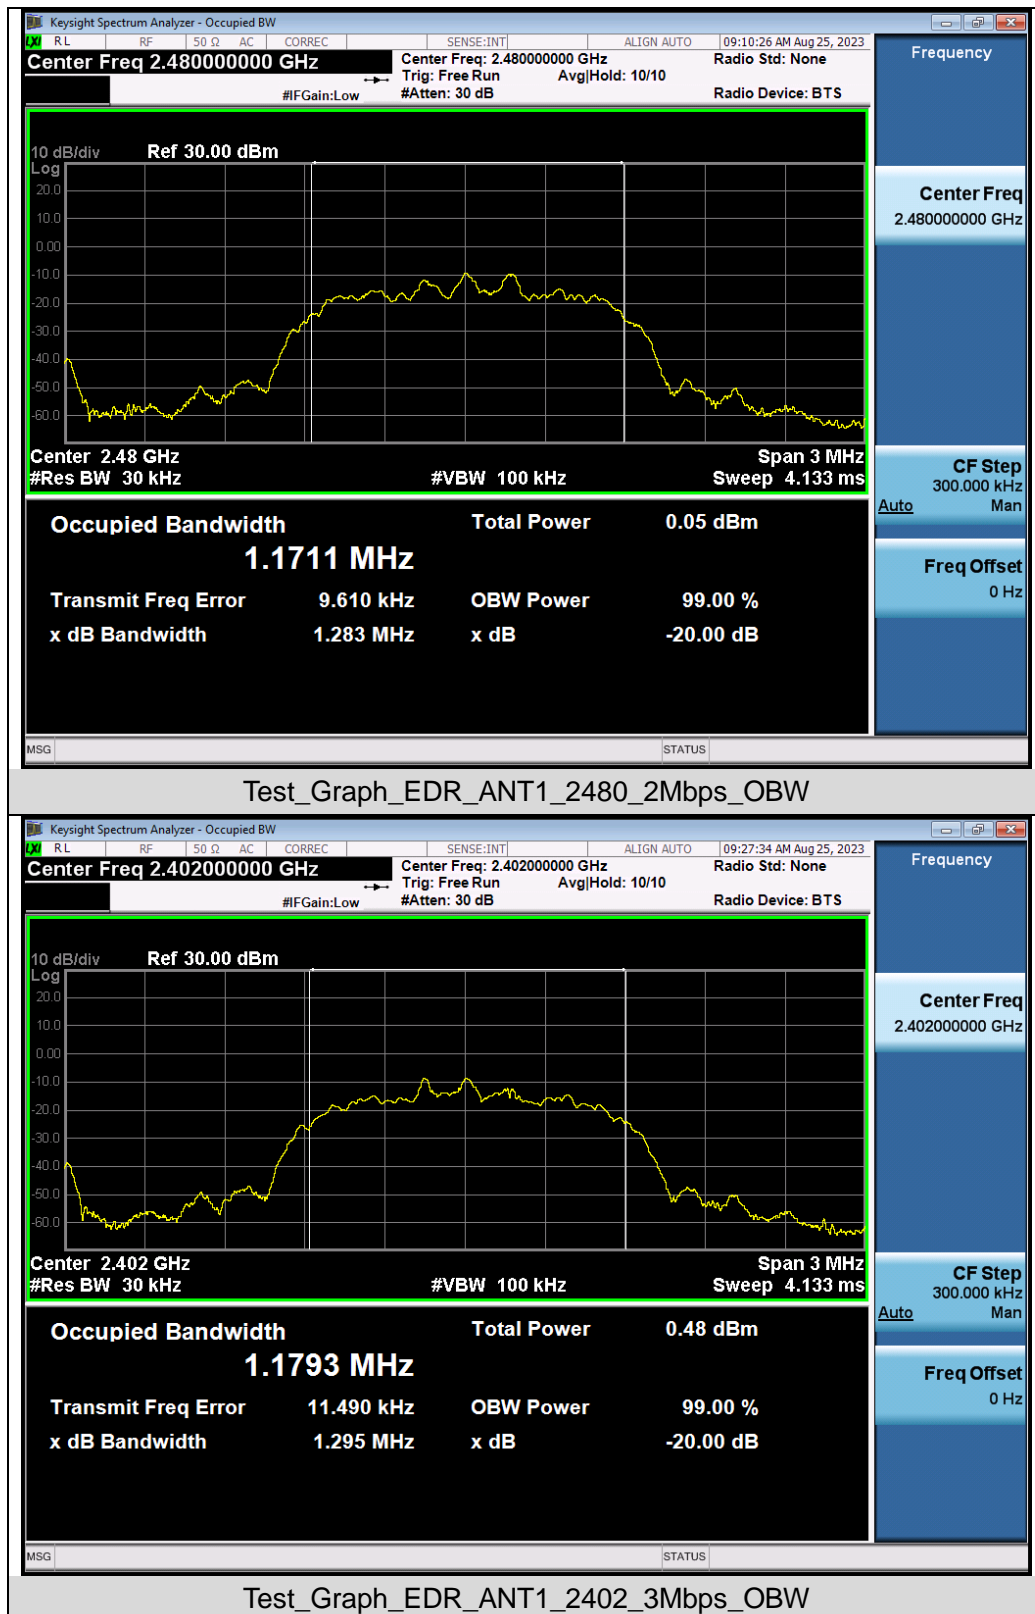 Keysight Spectrum Analyzer - Occupied BW
LXI RL RF 50 Ω AC CORREC SENSE:INT ALIGN AUTO 09:10:26 AM Aug 25, 2023
Center Freq 2.480000000 GHz
Center Freq: 2.480000000 GHz
Radio Std: None
Trig: Free Run Avg|Hold: 10/10
#IFGain:Low
#Atten: 30 dB
Radio Device: BTS
Frequency
10 dB/div Ref 30.00 dBm
Log
20.0
10.0
0.00
-10.0
-20.0
-30.0
-40.0
-50.0
-60.0
Center 2.48 GHz Span 3 MHz
#Res BW 30 kHz #VBW 100 kHz Sweep 4.133 ms
Center Freq
2.480000000 GHz
CF Step
300.000 kHz
Auto Man
Freq Offset
0 Hz
Occupied Bandwidth Total Power 0.05 dBm
1.1711 MHz
Transmit Freq Error 9.610 kHz OBW Power 99.00 %
x dB Bandwidth 1.283 MHz x dB -20.00 dB
MSG STATUS
Test_Graph_EDR_ANT1_2480_2Mbps_OBW
Keysight Spectrum Analyzer - Occupied BW
LXI RL RF 50 Ω AC CORREC SENSE:INT ALIGN AUTO 09:27:34 AM Aug 25, 2023
Center Freq 2.402000000 GHz
Center Freq: 2.402000000 GHz
Radio Std: None
Trig: Free Run Avg|Hold: 10/10
#IFGain:Low
#Atten: 30 dB
Radio Device: BTS
Frequency
10 dB/div Ref 30.00 dBm
Log
20.0
10.0
0.00
-10.0
-20.0
-30.0
-40.0
-50.0
-60.0
Center 2.402 GHz Span 3 MHz
#Res BW 30 kHz #VBW 100 kHz Sweep 4.133 ms
Center Freq
2.402000000 GHz
CF Step
300.000 kHz
Auto Man
Freq Offset
0 Hz
Occupied Bandwidth Total Power 0.48 dBm
1.1793 MHz
Transmit Freq Error 11.490 kHz OBW Power 99.00 %
x dB Bandwidth 1.295 MHz x dB -20.00 dB
MSG STATUS
Test_Graph_EDR_ANT1_2402_3Mbps_OBW